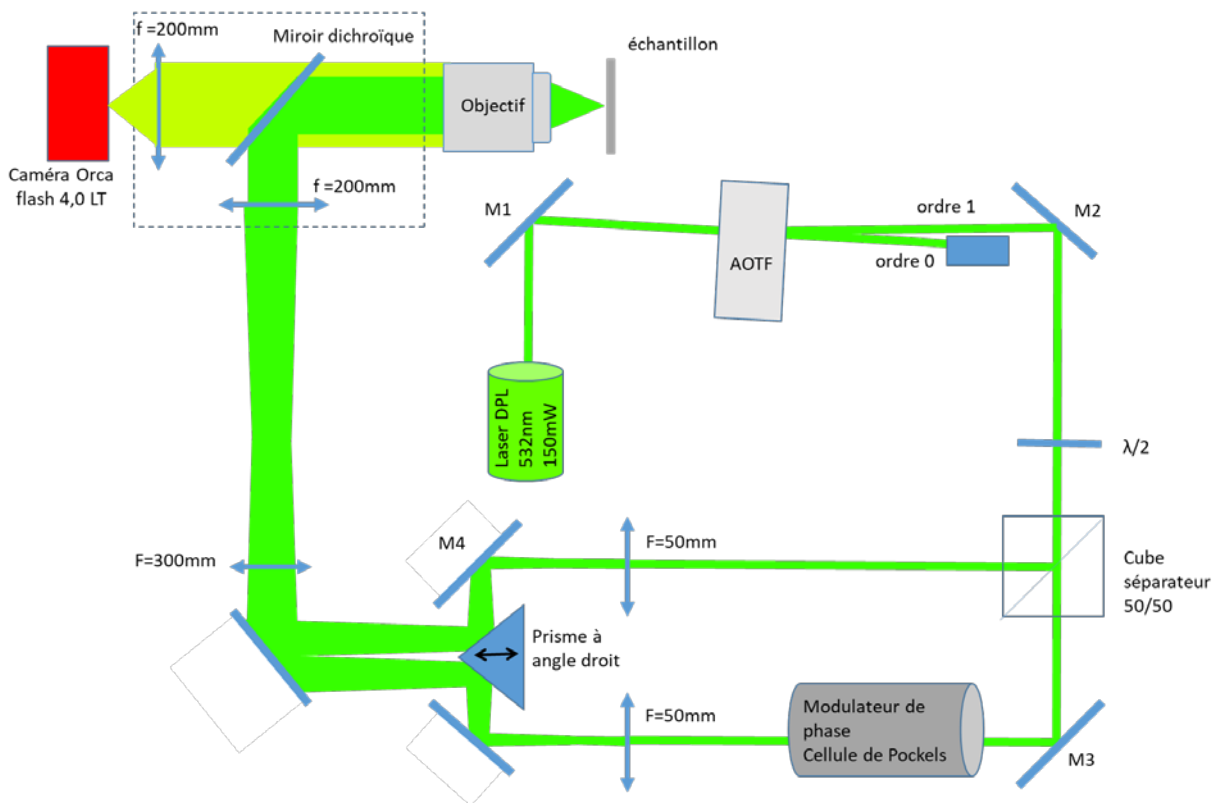 f =200mm
Miroir dichroïque
échantillon
Objectif
Caméra Orca
flash 4,0 LT
f =200mm
M1
ordre 1
M2
AOTF
ordre 0
Laser DPL
532nm
150mW
λ/2
M4
F=50mm
F=300mm
Cube
séparateur
50/50
Prisme à
angle droit
F=50mm
Modulateur de
phase
Cellule de Pockels
M3